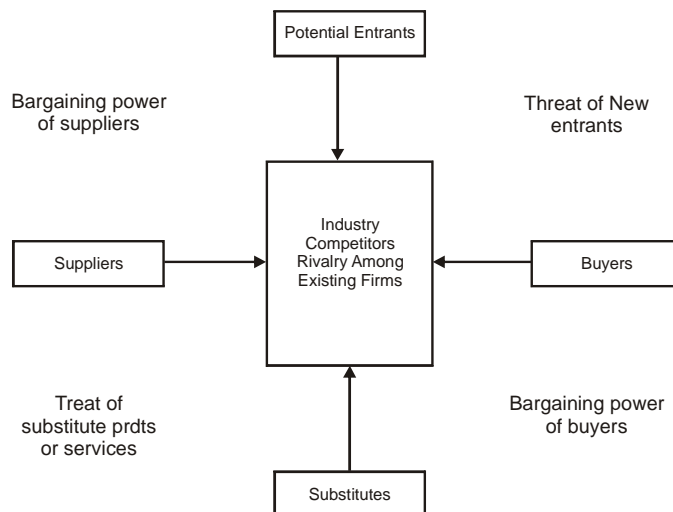 Potential Entrants
Bargaining power
of suppliers
Threat of New
entrants
Industry
Competitors
Rivalry Among
Existing Firms
Suppliers
Buyers
Treat of
substitute prdts
or services
Bargaining power
of buyers
Substitutes